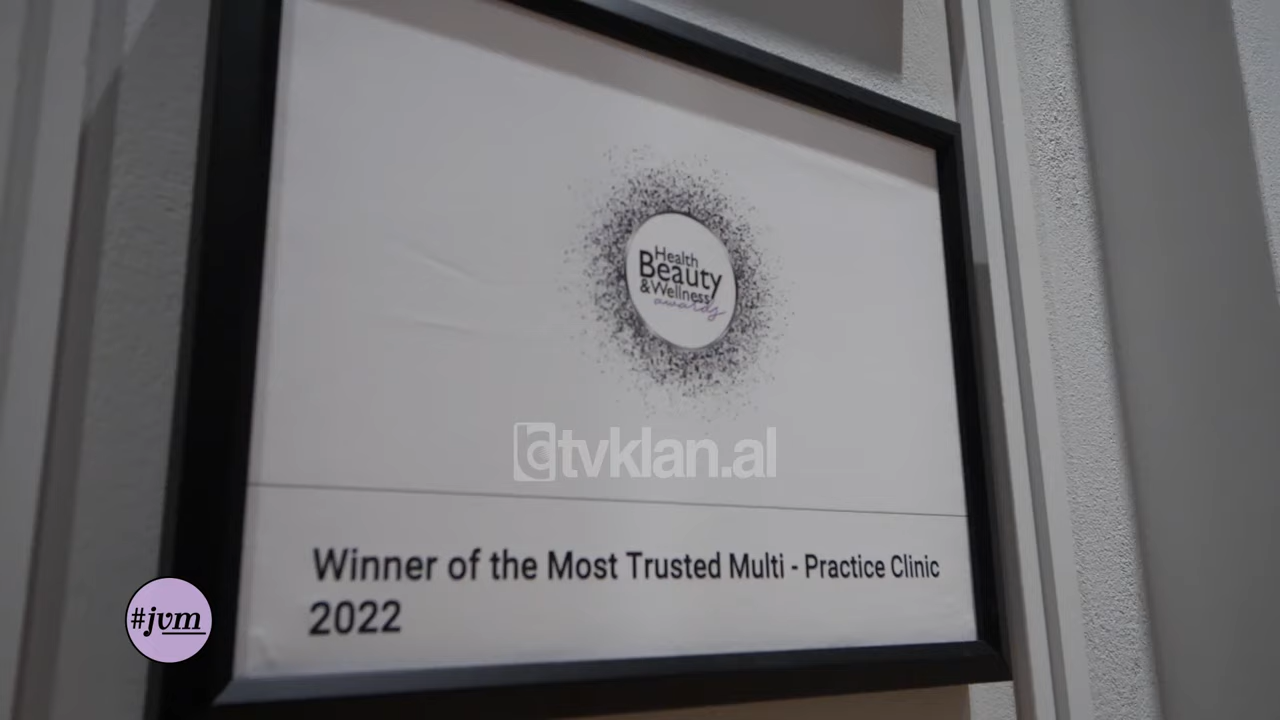 Health
Beauty
& Wellness
awards
tvklan.al
Winner of the Most Trusted Multi - Practice Clinic
2022
#jvm